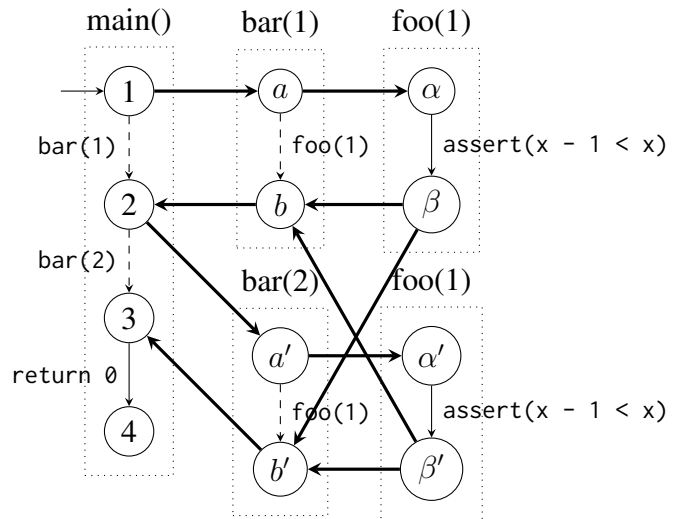 main() bar(1) foo(1)
1 a α
bar(1) foo(1) assert(x - 1 < x)
2 b β
bar(2) bar(2) foo(1)
3 a′ α′
return 0 foo(1) assert(x - 1 < x)
4 b′ β′